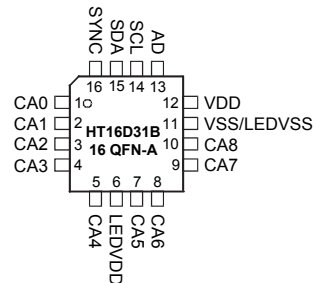 SYNC
SDA
SCL
AD
16 15 14 13
CA0 1
CA1 2
CA2 3
CA3 4
HT16D31B
16 QFN-A
12 VDD
11 VSS/LEDVSS
10 CA8
9 CA7
5 6 7 8
CA4
LEDVDD
CA5
CA6